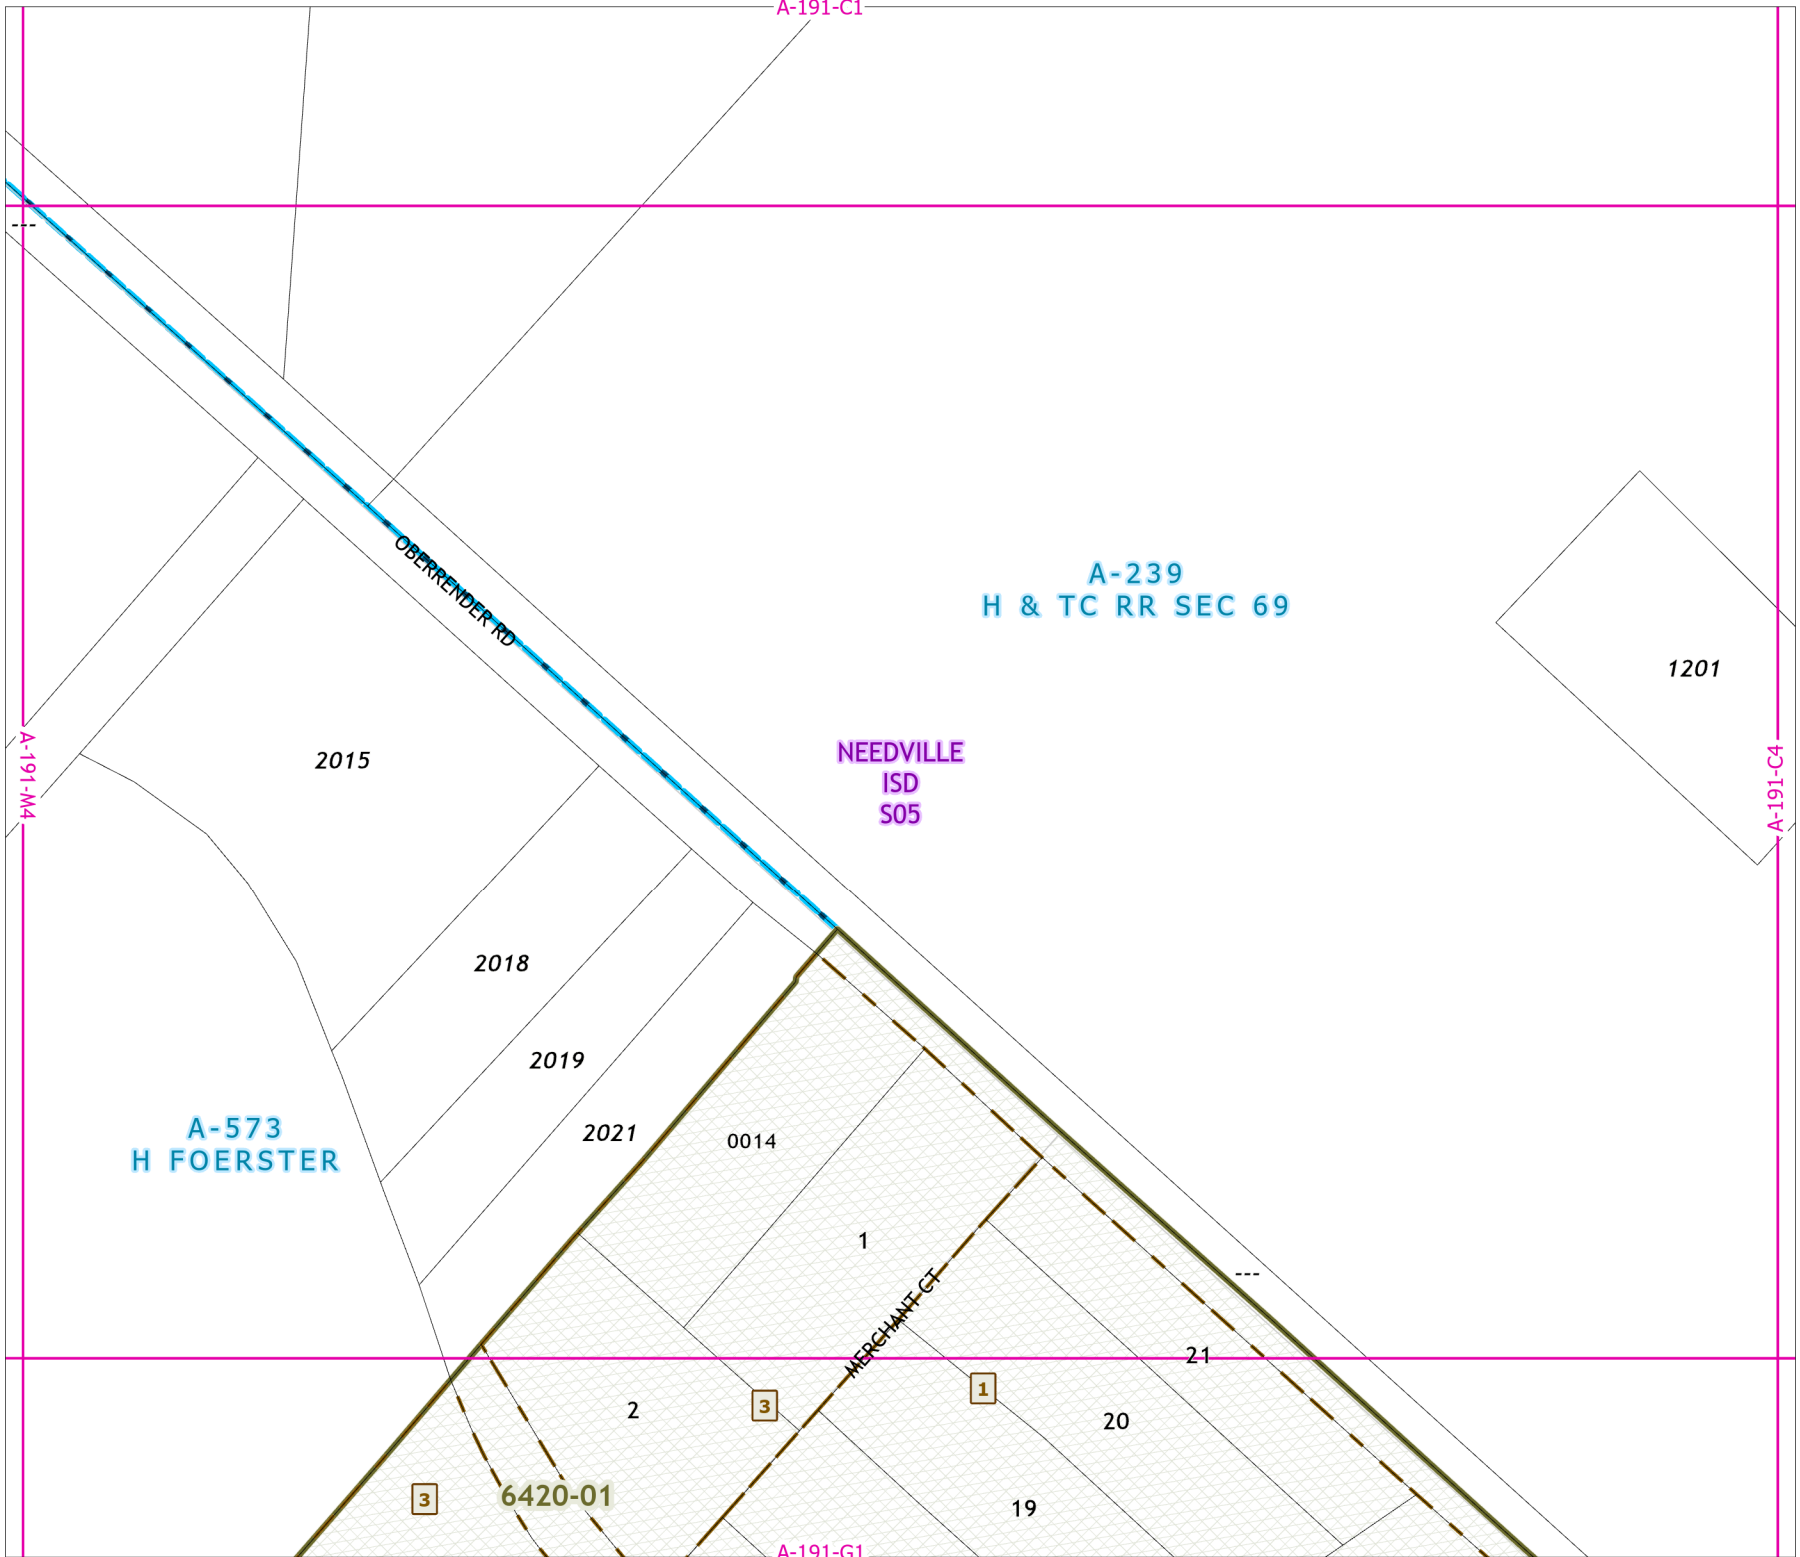 A-191-C1
---
OBERRENDER RD
A-239
H & TC RR SEC 69
1201
A-191-M4
2015
NEEDVILLE
ISD
S05
A-191-C4
2018
2019
A-573
H FOERSTER
2021
0014
1
MERCHANT CT
---
21
3
1
2
20
3
6420-01
19
A-191-G1